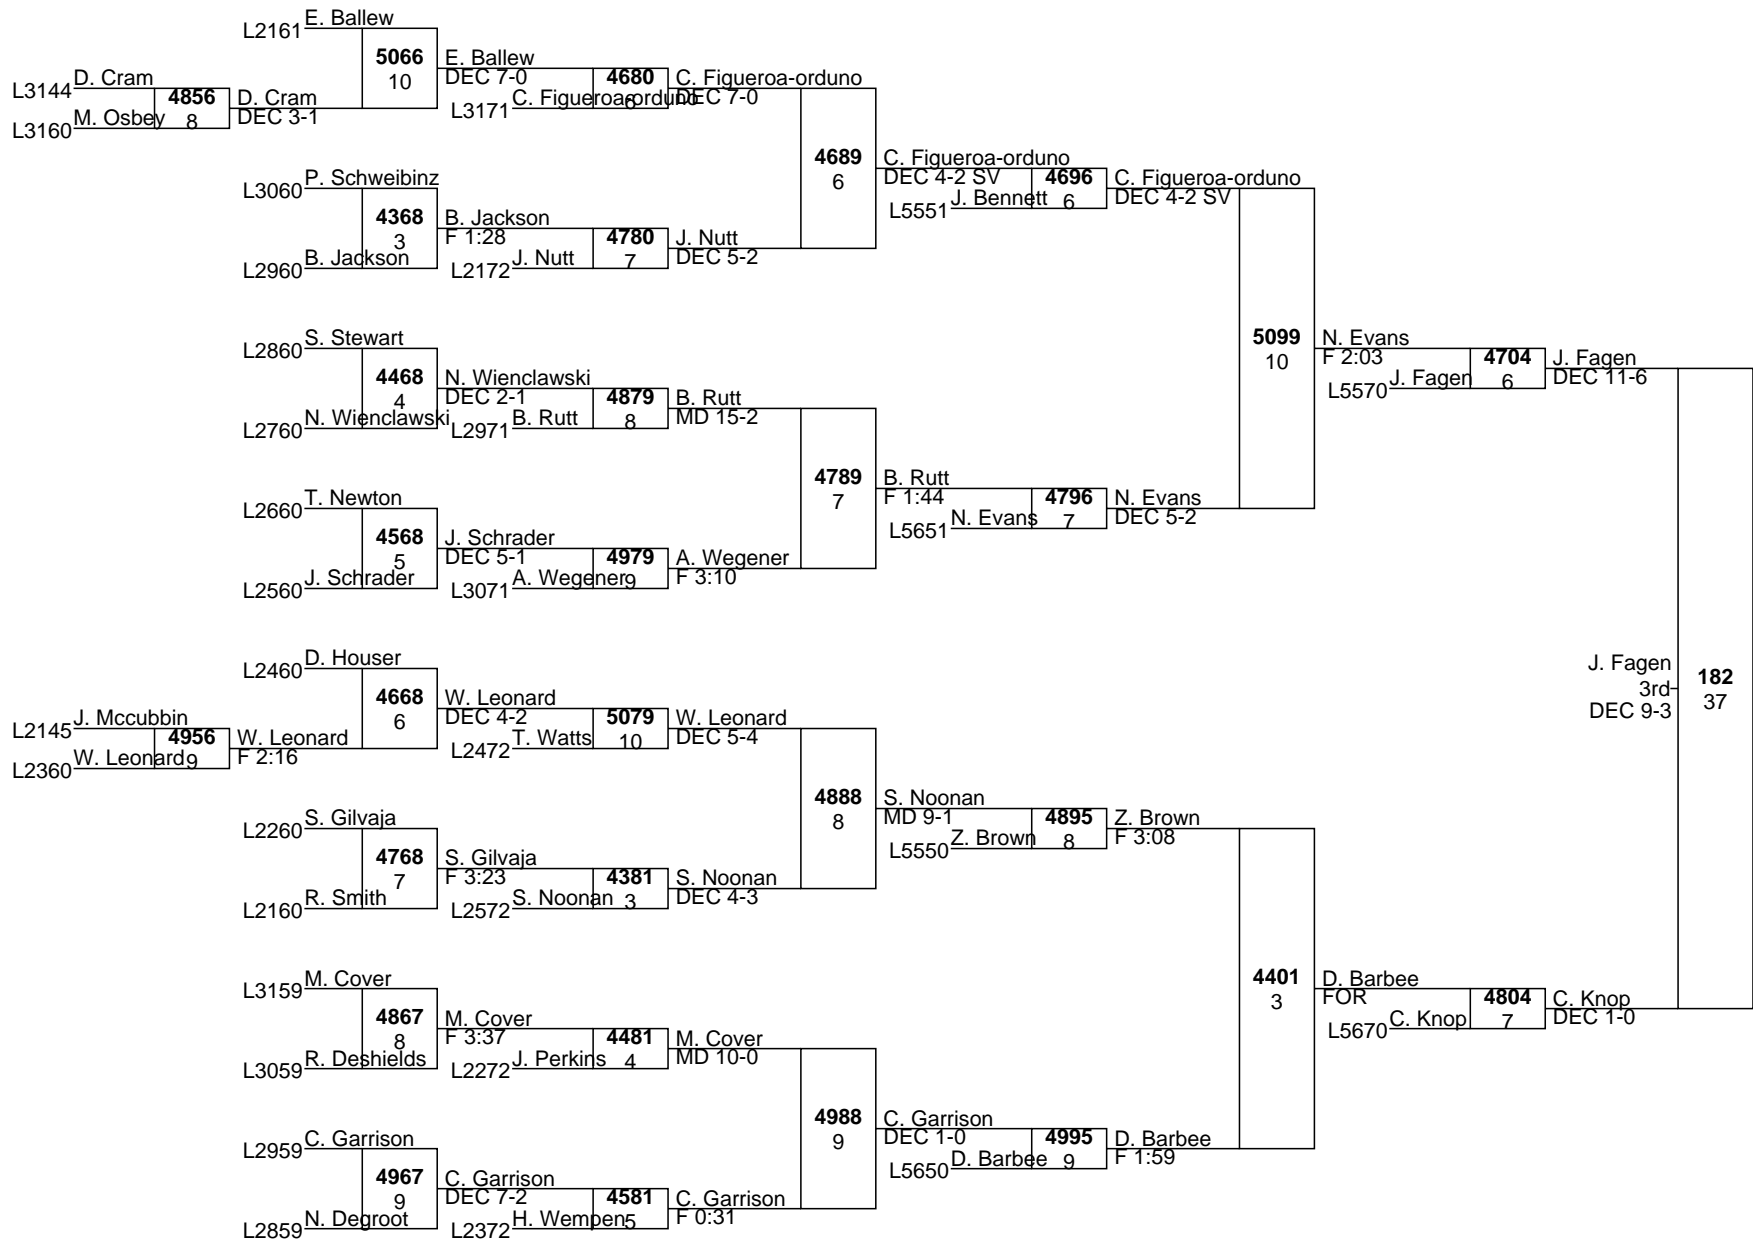 E. Ballew
L2161
5066
10
D. Cram
L3144
4856
8
M. Osbey
L3160
D. Cram
DEC 3-1
E. Ballew
DEC 7-0
4680
6
C. Figueroa-orduno
L3171
C. Figueroa-orduno
DEC 7-0
P. Schweibinz
L3060
4368
3
B. Jackson
L2960
B. Jackson
F 1:28
4780
7
J. Nutt
L2172
J. Nutt
DEC 5-2
4689
6
C. Figueroa-orduno
DEC 4-2 SV
4696
6
J. Bennett
L5551
C. Figueroa-orduno
DEC 4-2 SV
S. Stewart
L2860
4468
4
N. Wienclawski
L2760
N. Wienclawski
DEC 2-1
4879
8
B. Rutt
L2971
B. Rutt
MD 15-2
T. Newton
L2660
4568
5
J. Schrader
L2560
J. Schrader
DEC 5-1
4979
9
A. Wegener
L3071
A. Wegener
F 3:10
4789
7
B. Rutt
F 1:44
4796
7
N. Evans
L5651
N. Evans
DEC 5-2
5099
10
N. Evans
F 2:03
4704
6
J. Fagen
L5570
J. Fagen
DEC 11-6
D. Houser
L2460
4668
6
J. Mccubbin
L2145
4956
9
W. Leonard
L2360
W. Leonard
F 2:16
W. Leonard
DEC 4-2
5079
10
T. Watts
L2472
W. Leonard
DEC 5-4
S. Gilvaja
L2260
4768
7
R. Smith
L2160
S. Gilvaja
F 3:23
4381
3
S. Noonan
L2572
S. Noonan
DEC 4-3
4888
8
S. Noonan
MD 9-1
4895
8
Z. Brown
L5550
Z. Brown
F 3:08
M. Cover
L3159
4867
8
R. Deshields
L3059
M. Cover
F 3:37
4481
4
J. Perkins
L2272
M. Cover
MD 10-0
C. Garrison
L2959
4967
9
N. Degroot
L2859
C. Garrison
DEC 7-2
4581
5
H. Wempen
L2372
C. Garrison
F 0:31
4988
9
C. Garrison
DEC 1-0
4995
9
D. Barbee
L5650
D. Barbee
F 1:59
4401
3
D. Barbee
FOR
4804
7
C. Knop
L5670
C. Knop
DEC 1-0
J. Fagen
3rd
DEC 9-3
182
37